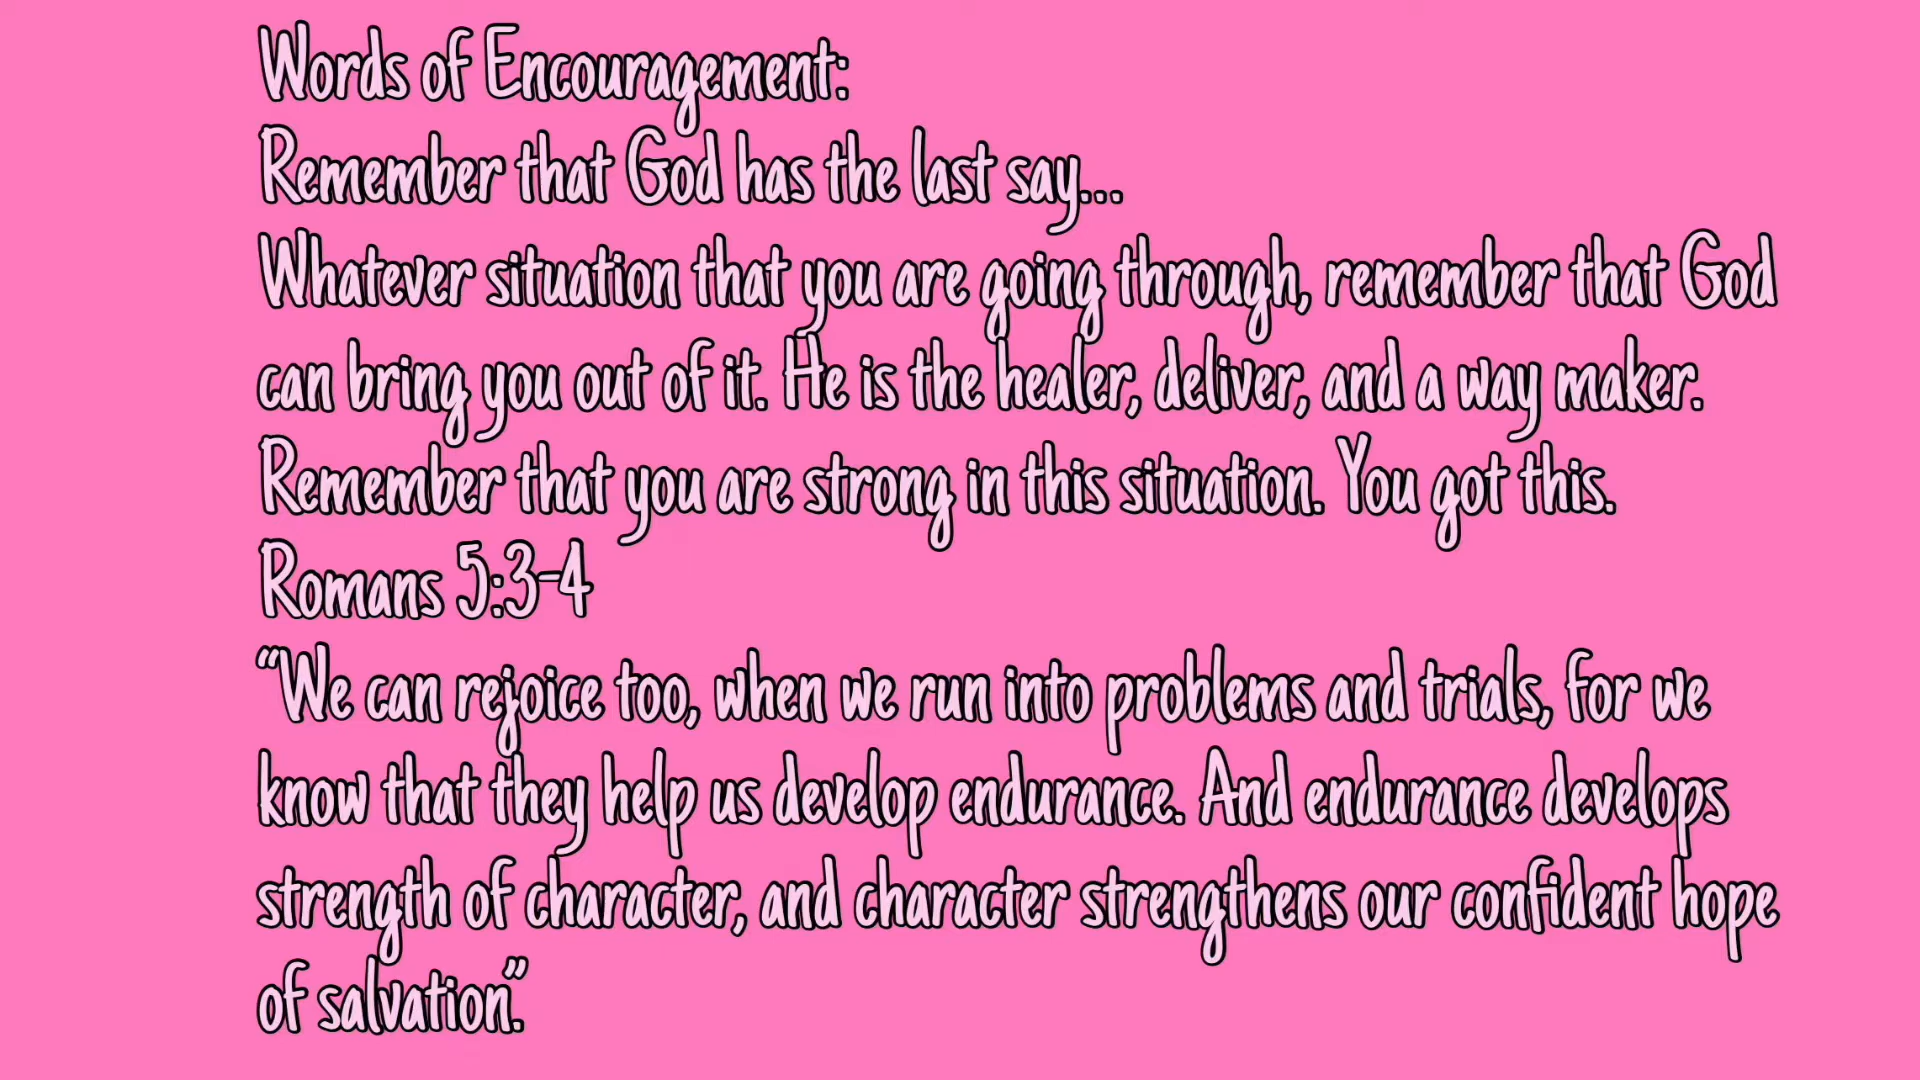 Words of Encouragement:
Remember that God has the last say...
Whatever situation that you are going through, remember that God
can bring you out of it. He is the healer, deliver, and a way maker.
Remember that you are strong in this situation. You got this.
Romans 5:3-4
“We can rejoice too, when we run into problems and trials, for we
know that they help us develop endurance. And endurance develops
strength of character, and character strengthens our confident hope
of salvation.”